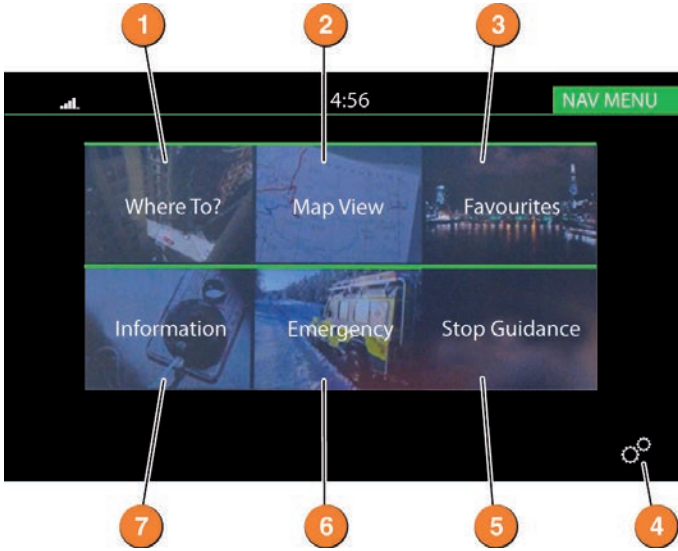 1 2 3
4:56 NAV MENU
Where To? Map View Favourites
Information Emergency Stop Guidance
7 6 5 4